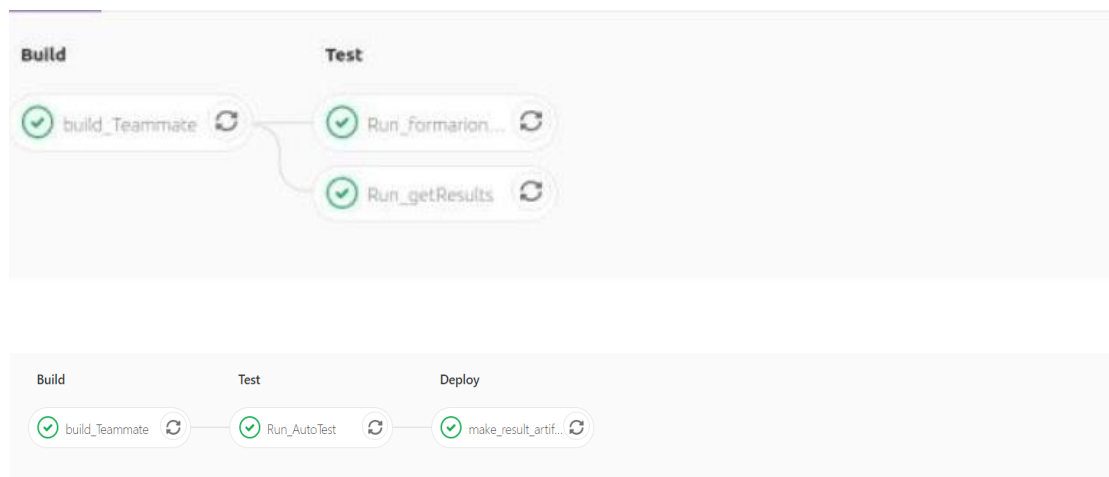 Build Test
build_Teammate Run_formarion...
Run_getResults
Build Test Deploy
build_Teammate Run_AutoTest make_result_artif...